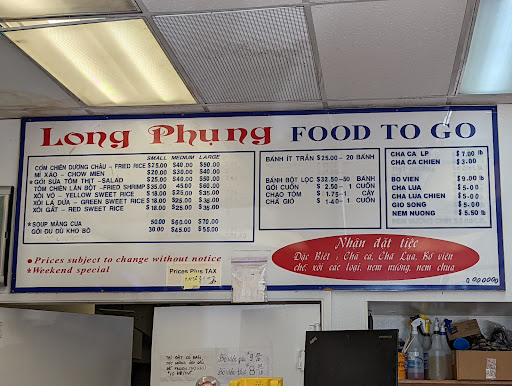 Long Phụng FOOD TO GO
SMALL MEDIUM LARGE
CƠM CHIÊN DƯƠNG CHÂU – FRIED RICE $25.00 $40.00 $50.00
MÌ XÀO – CHOW MIEN $20.00 $30.00 $40.00
*GỎI SỨA TÔM THỊT – SALAD $25.00 $40.00 $50.00
TÔM CHIÊN LĂN BỘT – FRIED SHRIMP $35.00 45.00 $60.00
XÔI VÒ – YELLOW SWEET RICE $18.00 $25.00 $35.00
XÔI LÁ DỨA – GREEN SWEET RICE $18.00 $25.00 $35.00
XÔI GẤT – RED SWEET RICE $18.00 $25.00 $35.00
*SOUP MĂNG CUA 50.00 $60.00 $70.00
GỎI ĐU ĐỦ KHÔ BÒ 30.00 $45.00 $55.00
BÁNH ÍT TRẦN $25.00 – 20 BÁNH
BÁNH BỘT LỌC $32.50 – 50 BÁNH
GỎI CUỐN $2.50 – 1 CUỐN
CHẠO TÔM $1.75 – 1 CÂY
CHẢ GIÒ $1.40 – 1 CUỐN
CHẢ CÁ LP $7.00 lb
CHẢ CÁ CHIÊN $3.00
BÒ VIÊN $9.00 lb
CHẢ LỤA $5.00
CHẢ LỤA CHIÊN $5.00
GIÒ SỐNG $5.00
NEM NƯỚNG $5.50 lb
• Prices subject to change without notice
*Weekend special
Prices Plus TAX
Nhận đặt tiệc
Đặc Biệt : Chả cá, Chả Lụa, Bò viên
chè, xôi các loại, nem nướng, nem chua
ThinkPad